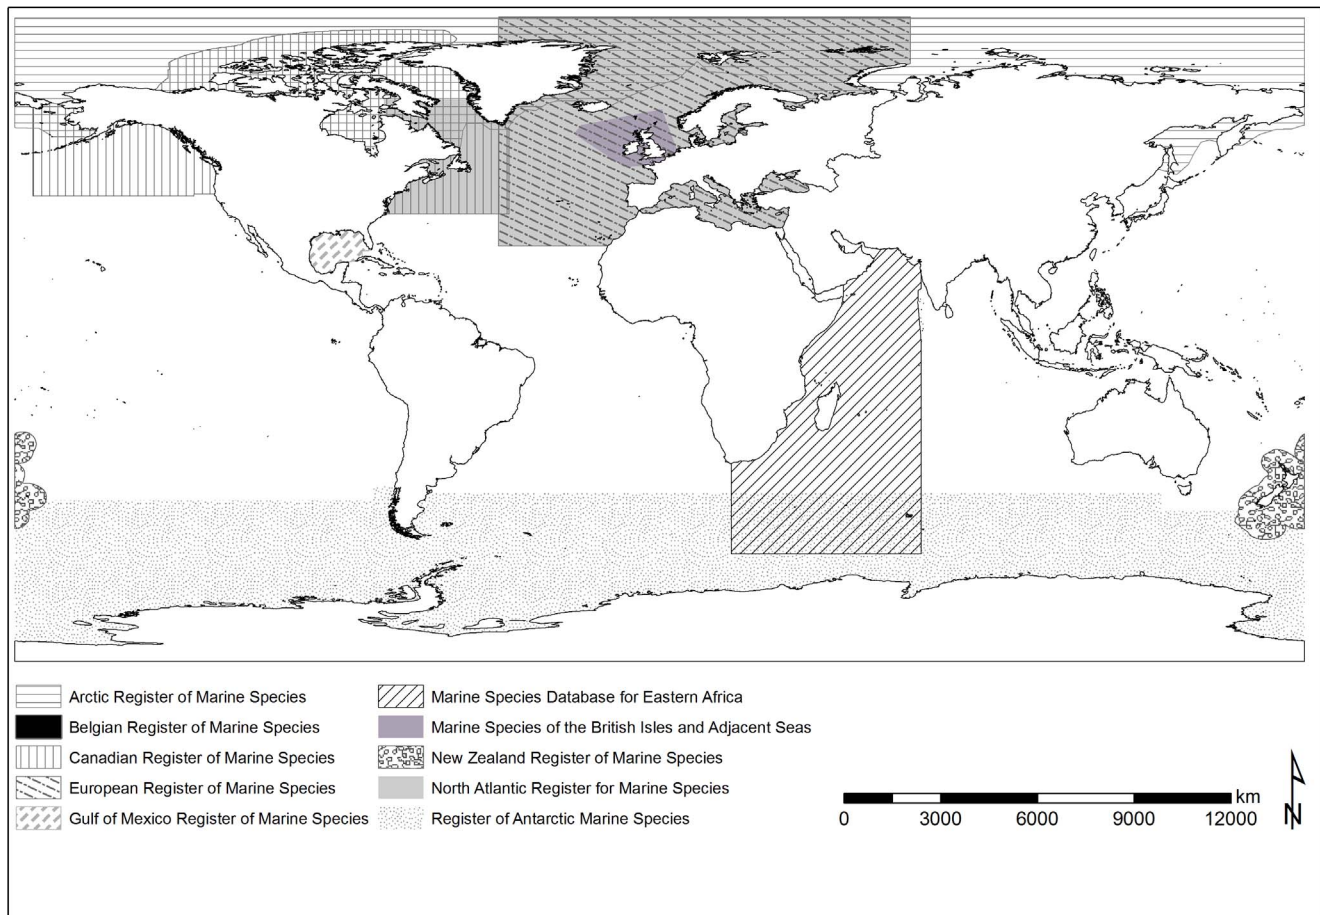 Arctic Register of Marine Species
Belgian Register of Marine Species
Canadian Register of Marine Species
European Register of Marine Species
Gulf of Mexico Register of Marine Species
Marine Species Database for Eastern Africa
Marine Species of the British Isles and Adjacent Seas
New Zealand Register of Marine Species
North Atlantic Register for Marine Species
Register of Antarctic Marine Species
km
0 3000 6000 9000 12000
N